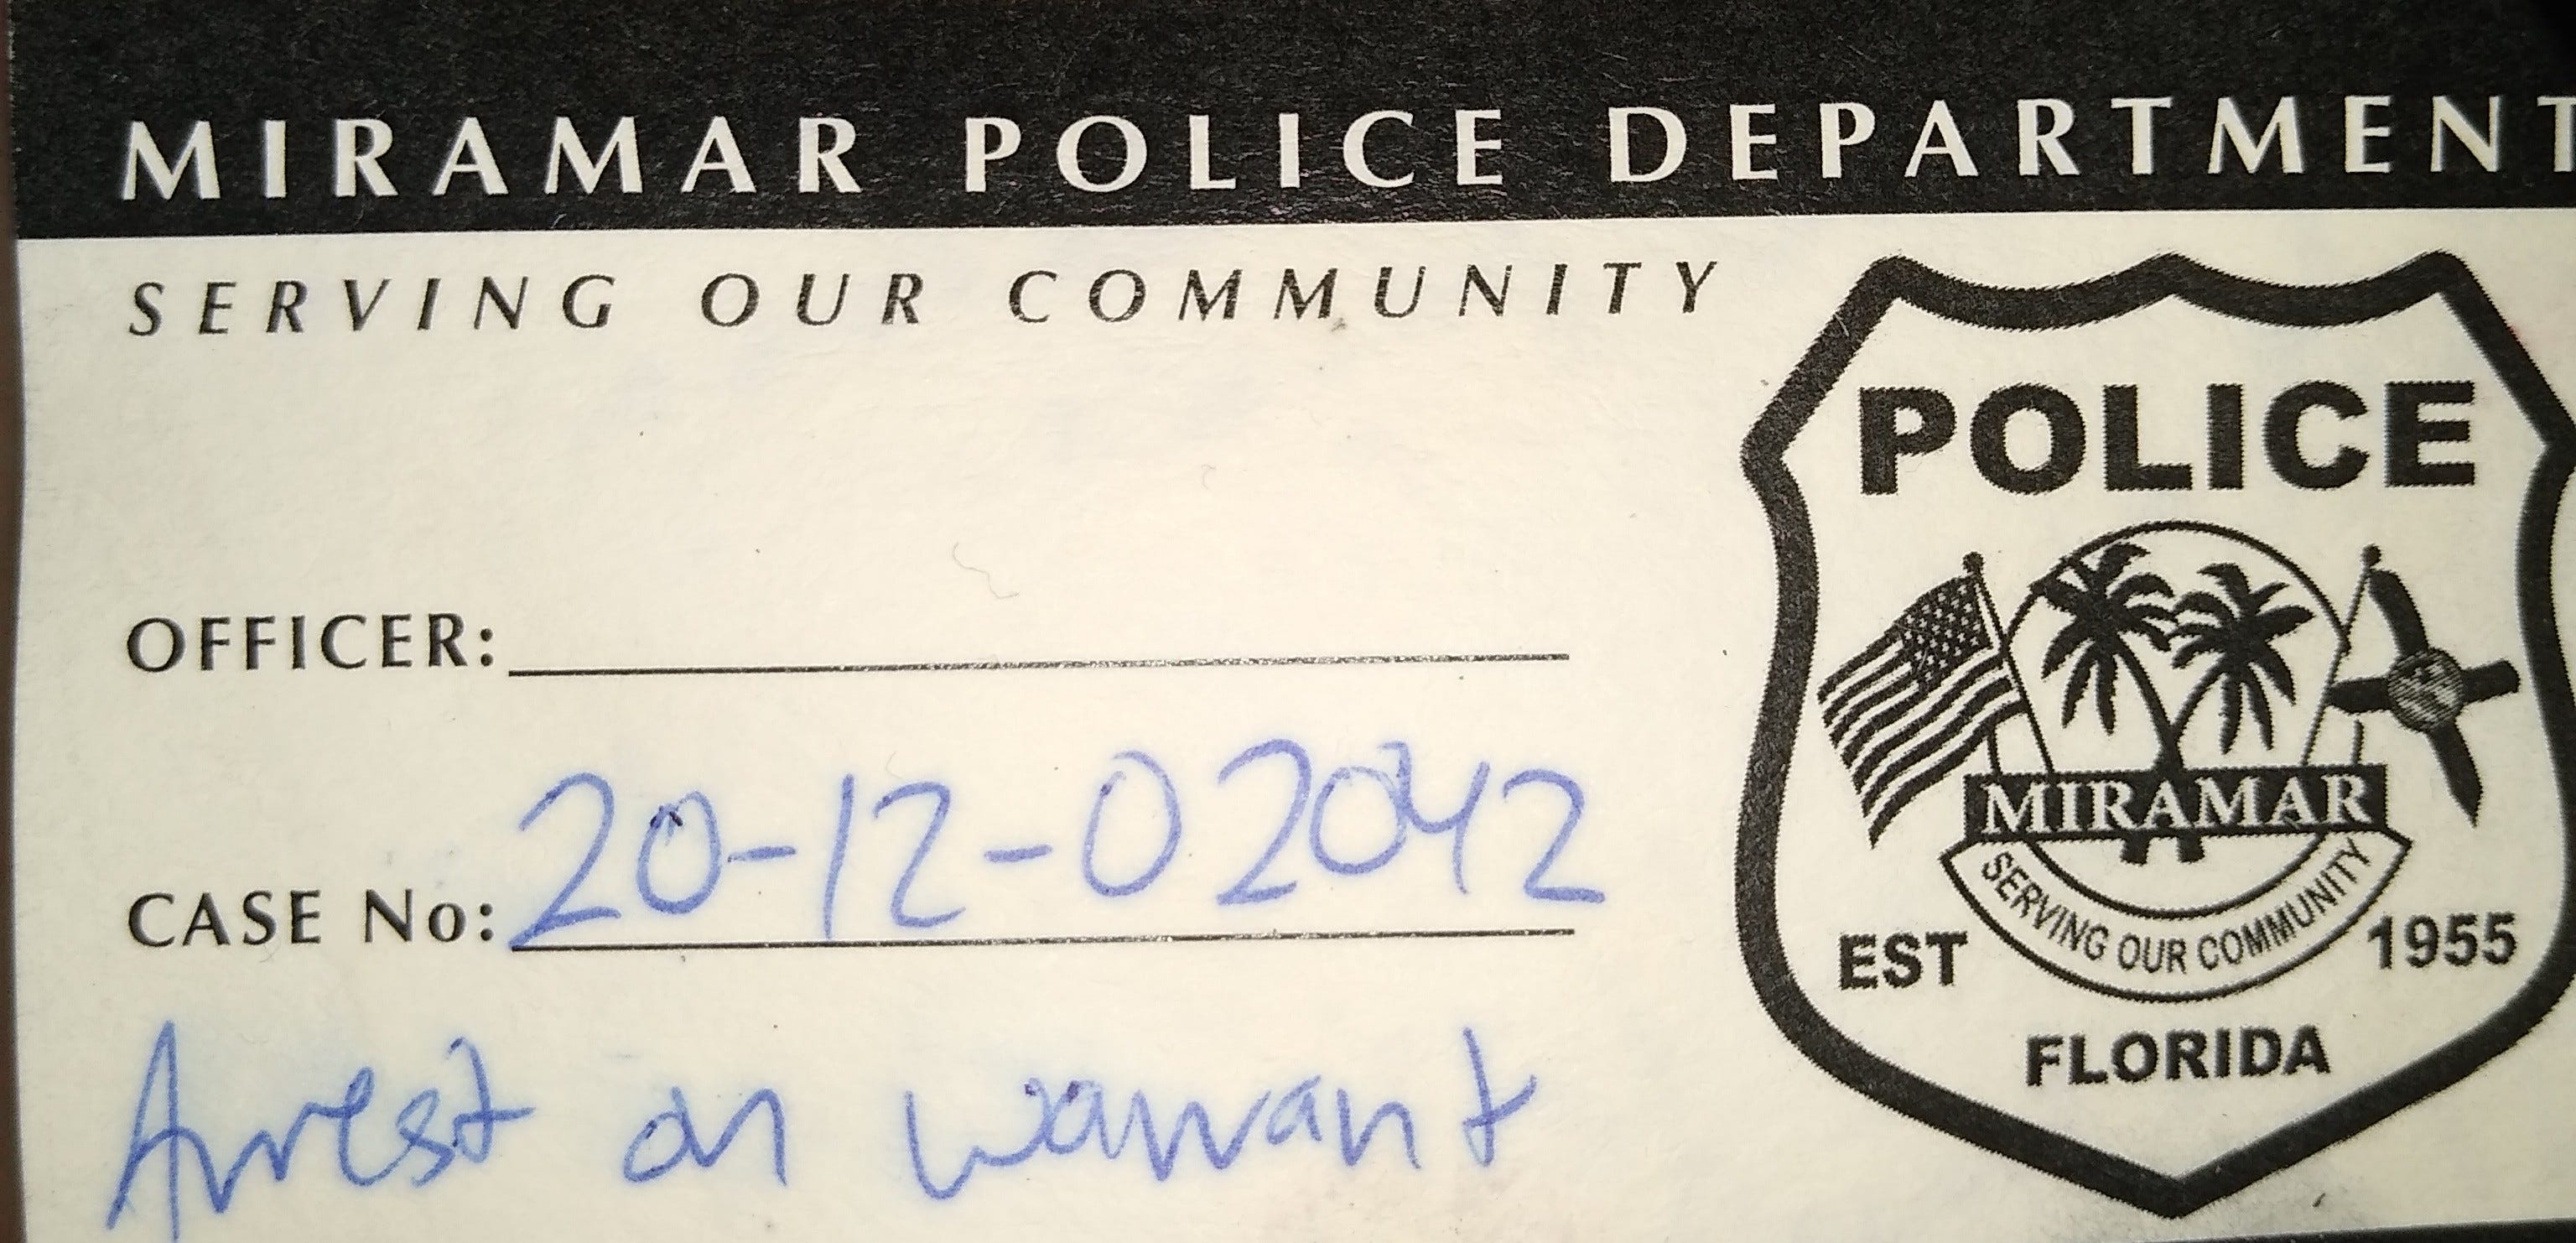 MIRAMAR POLICE DEPARTMENT
SERVING OUR COMMUNITY
OFFICER:
CASE No: 20-12-02042
Arrest on warrant
POLICE
MIRAMAR
SERVING OUR COMMUNITY
EST 1955
FLORIDA